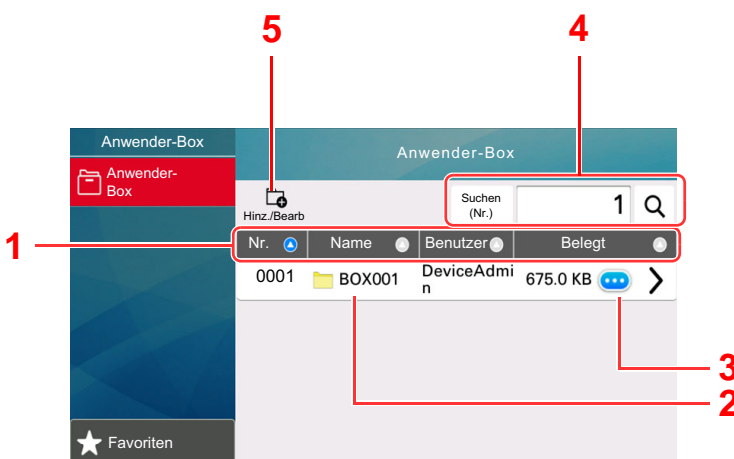 5
4
Anwender-Box
Anwender-Box
Anwender-
Box
Hinz./Bearb
Suchen
(Nr.)
1
1
Nr.
Name
Benutzer
Belegt
0001
BOX001
DeviceAdmi
n
675.0 KB
3
2
Favoriten